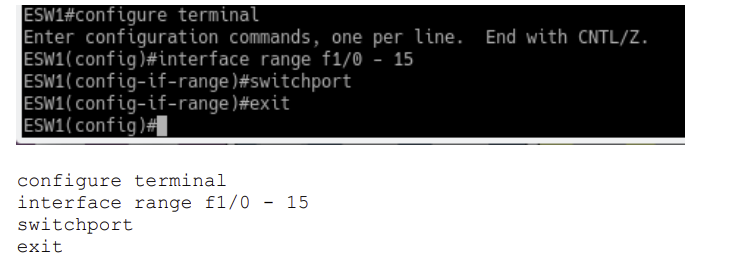 ESW1#configure terminal
Enter configuration commands, one per line.  End with CNTL/Z.
ESW1(config)#interface range f1/0 - 15
ESW1(config-if-range)#switchport
ESW1(config-if-range)#exit
ESW1(config)#
configure terminal
interface range f1/0 - 15
switchport
exit